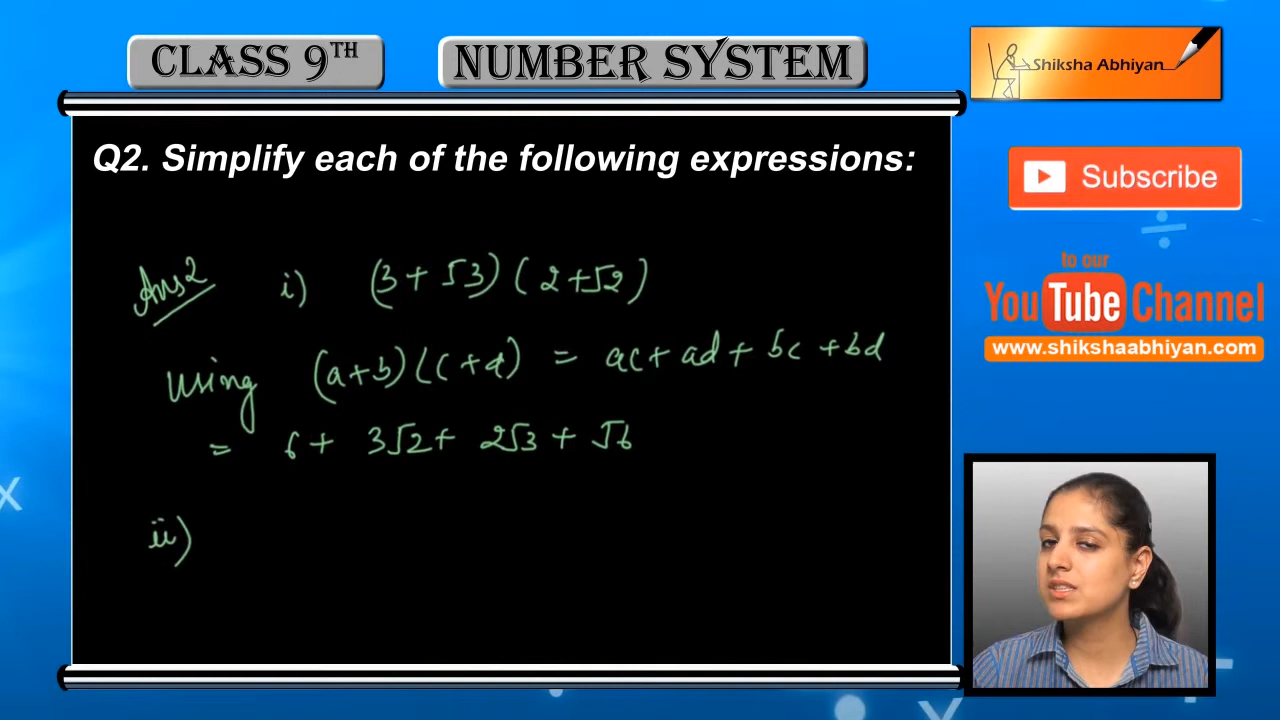 CLASS 9TH
NUMBER SYSTEM
Shiksha Abhiyan
Q2. Simplify each of the following expressions:
Subscribe
to our
YouTube Channel
www.shikshaabhiyan.com
Ans2 i) (3 + √3) (2 + √2)
Using (a+b) (c+d) = ac + ad + bc + bd
= 6 + 3√2 + 2√3 + √6
ii)